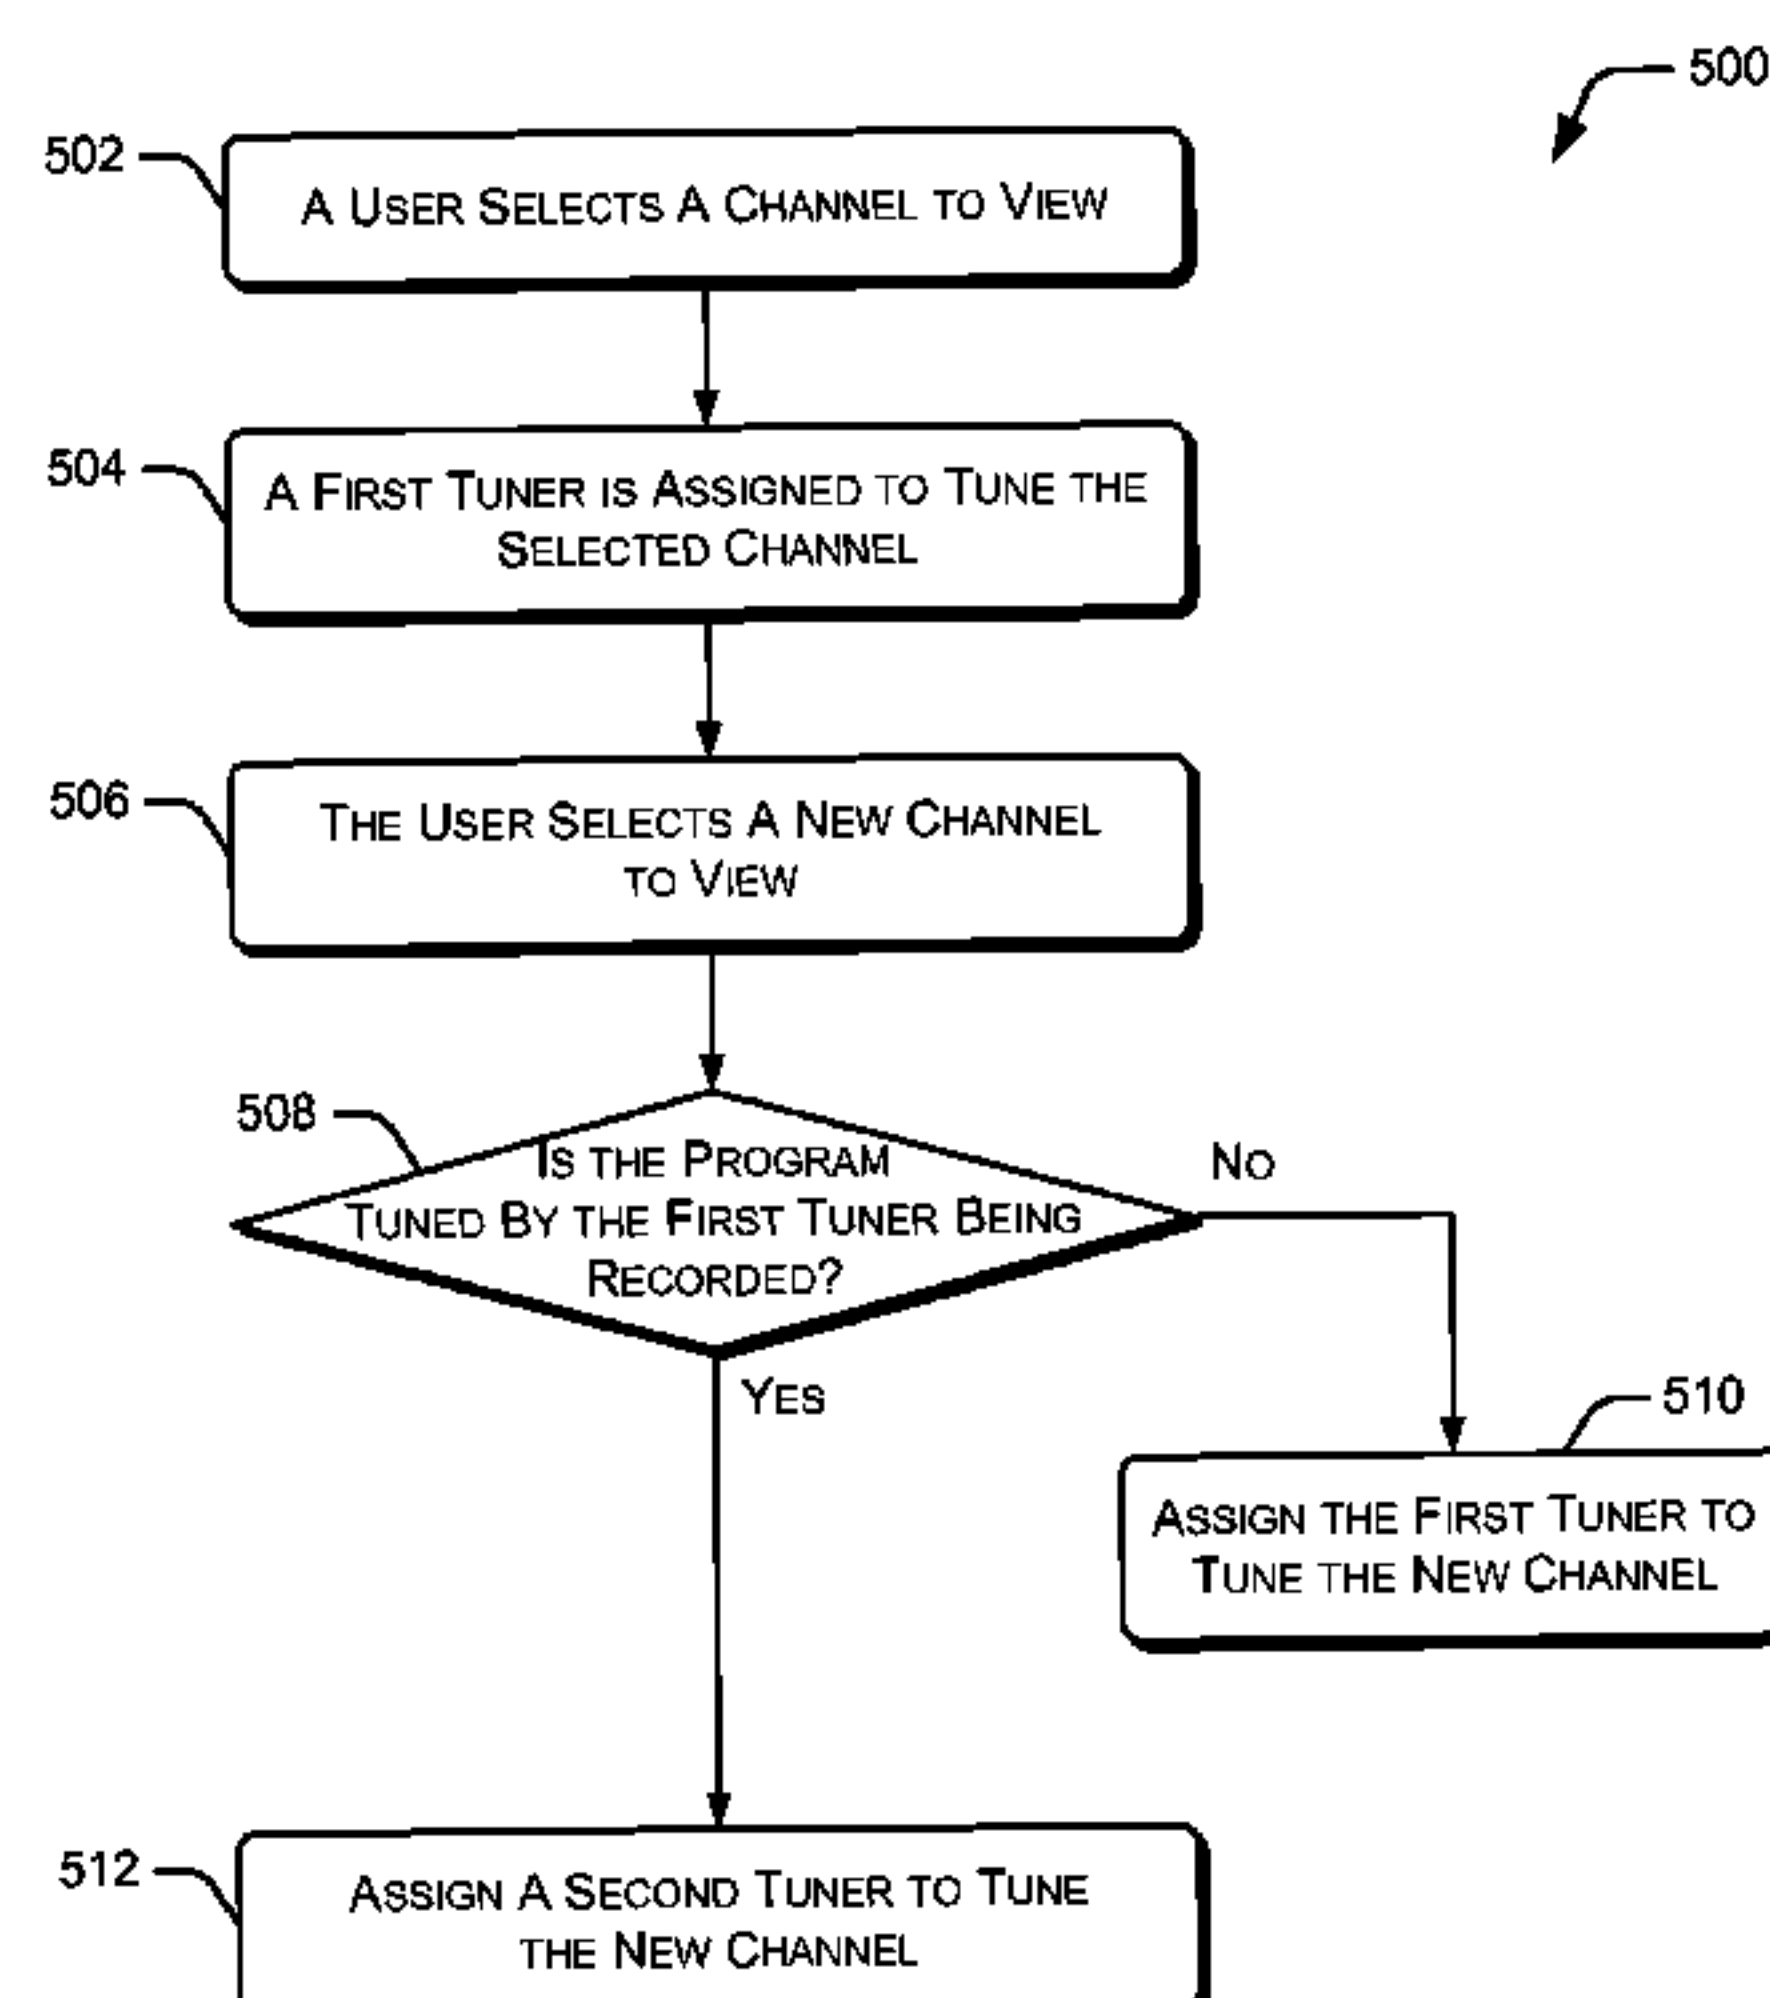 500
502
A USER SELECTS A CHANNEL TO VIEW
504
A FIRST TUNER IS ASSIGNED TO TUNE THE
SELECTED CHANNEL
506
THE USER SELECTS A NEW CHANNEL
TO VIEW
508
IS THE PROGRAM
TUNED BY THE FIRST TUNER BEING
RECORDED?
NO
YES
510
ASSIGN THE FIRST TUNER TO
TUNE THE NEW CHANNEL
512
ASSIGN A SECOND TUNER TO TUNE
THE NEW CHANNEL